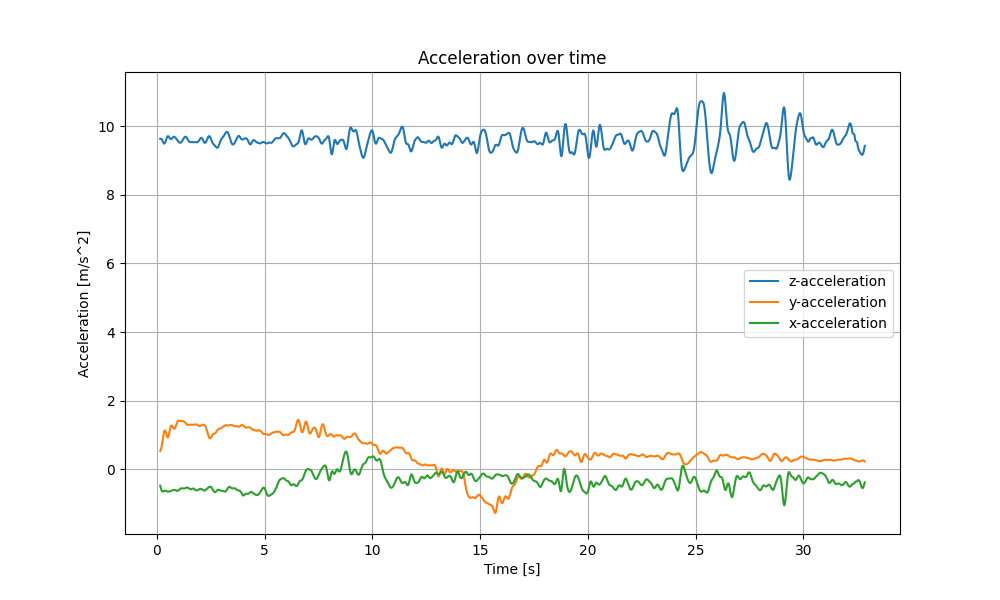 Acceleration over time
Acceleration [m/s^2]
10
8
6
4
2
0
z-acceleration
y-acceleration
x-acceleration
0 5 10 15 20 25 30
Time [s]